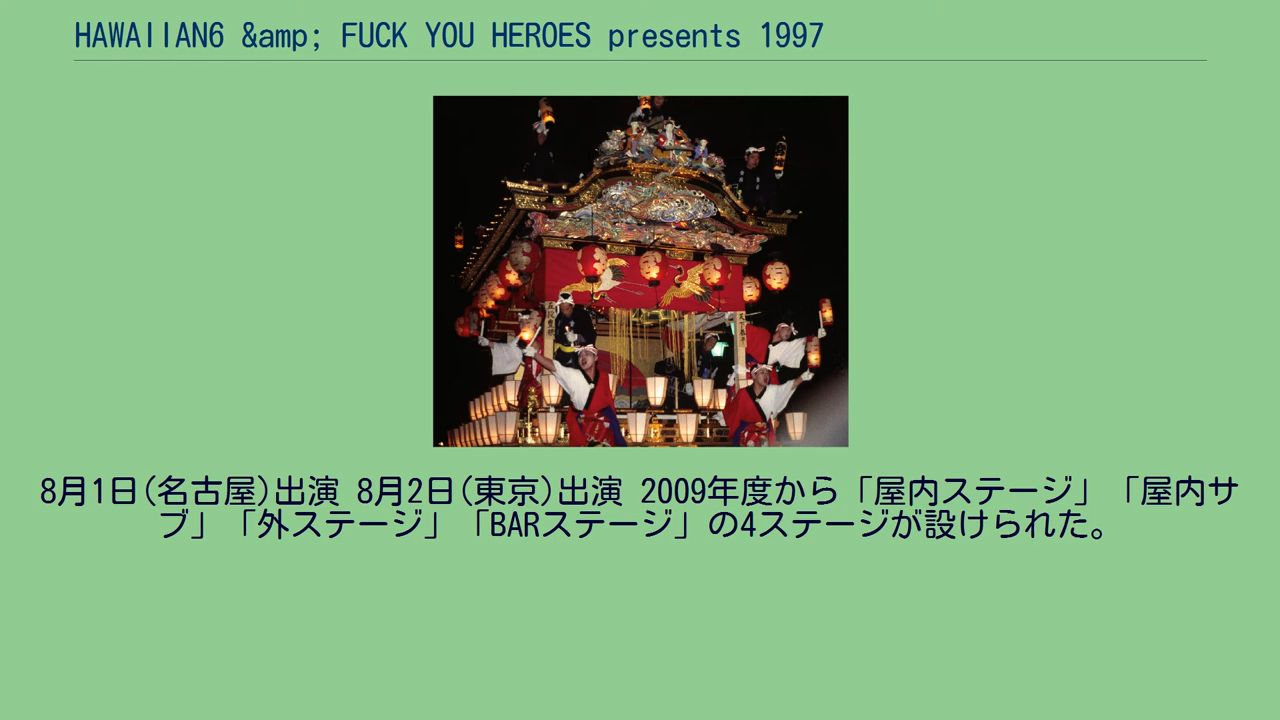 HAWAIIAN6 &amp; FUCK YOU HEROES presents 1997
8月1日(名古屋)出演 8月2日(東京)出演 2009年度から「屋内ステージ」「屋内サ
ブ」「外ステージ」「BARステージ」の4ステージが設けられた。